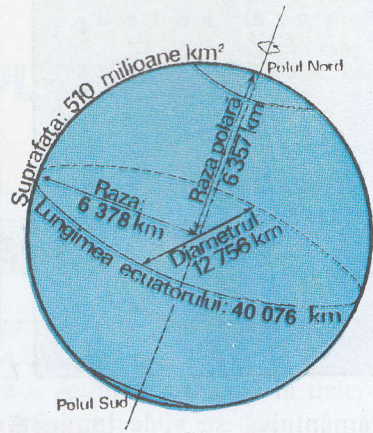 Suprafața: 510 milioane km²
Polul Nord
Raza polară
6 357 km
Raza:
6 378 km
Diametrul
12 756 km
Lungimea ecuatorului: 40 076 km
Polul Sud